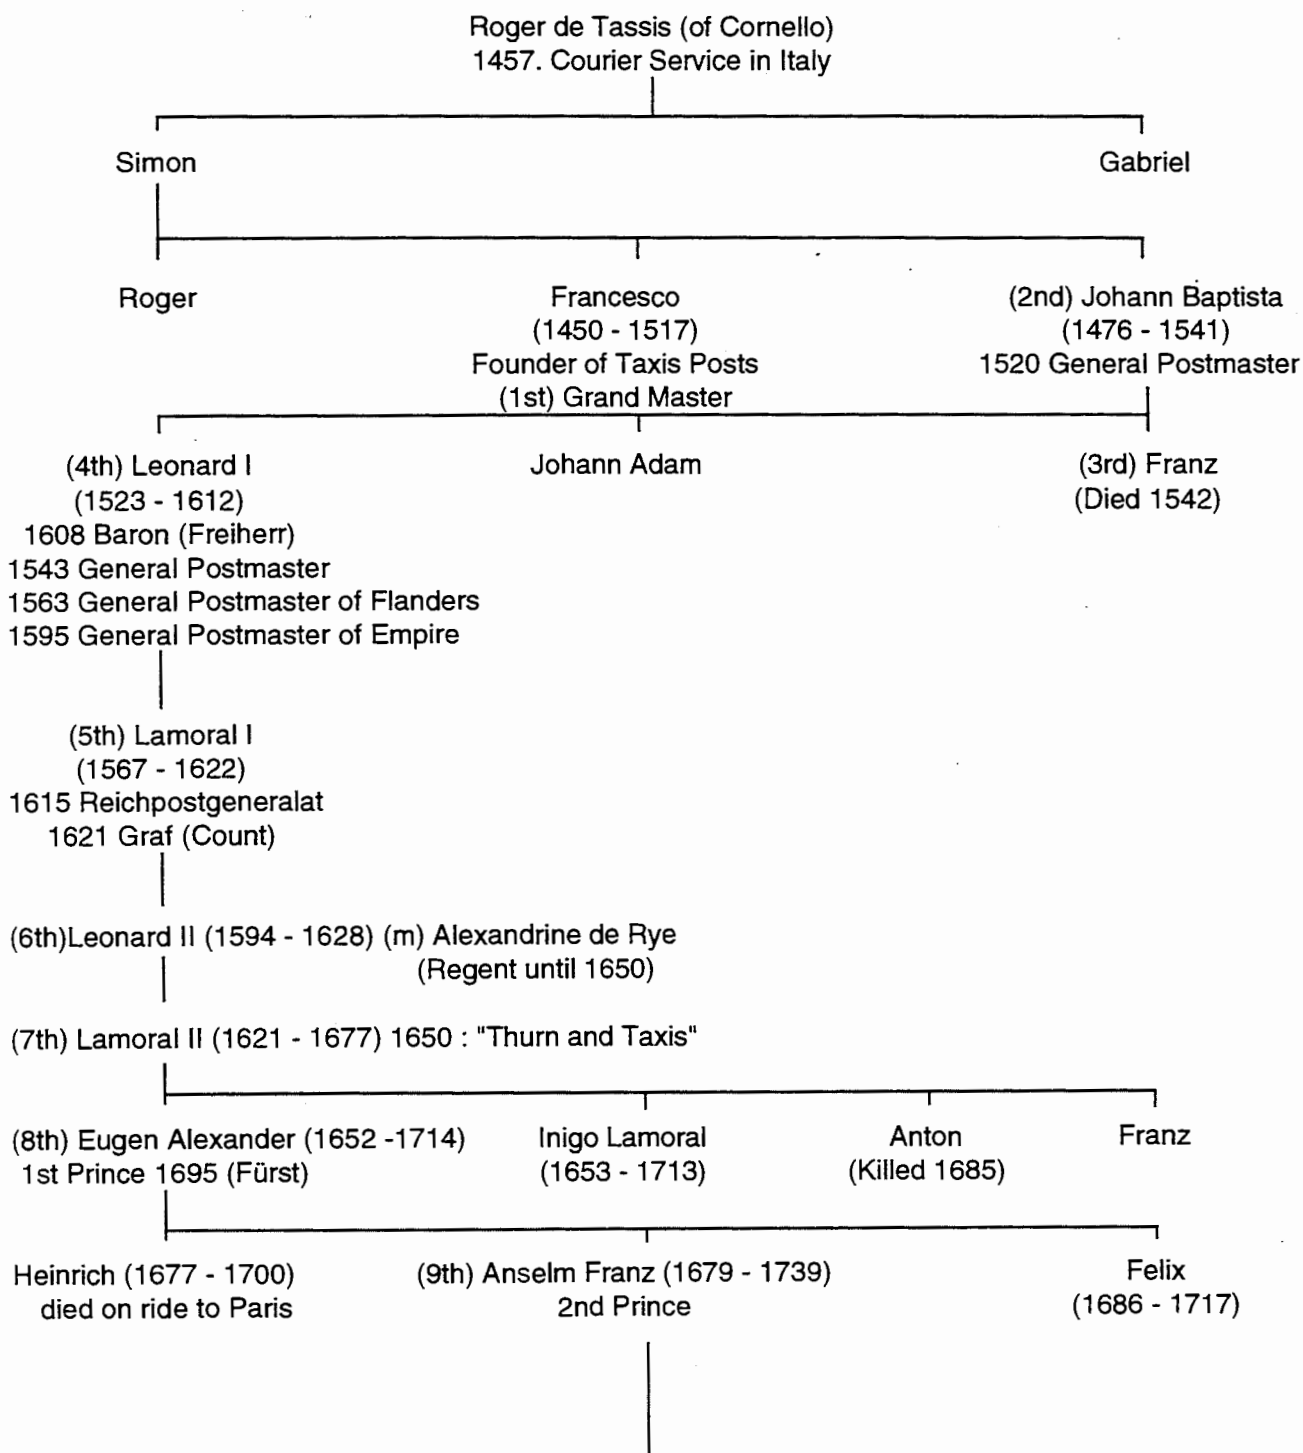 Roger de Tassis (of Cornello)
1457. Courier Service in Italy
Simon
Gabriel
Roger
Francesco
(1450 - 1517)
Founder of Taxis Posts
(1st) Grand Master
(2nd) Johann Baptista
(1476 - 1541)
1520 General Postmaster
(4th) Leonard I
(1523 - 1612)
1608 Baron (Freiherr)
1543 General Postmaster
1563 General Postmaster of Flanders
1595 General Postmaster of Empire
Johann Adam
(3rd) Franz
(Died 1542)
(5th) Lamoral I
(1567 - 1622)
1615 Reichpostgeneralat
1621 Graf (Count)
(6th)Leonard II (1594 - 1628) (m) Alexandrine de Rye
(Regent until 1650)
(7th) Lamoral II (1621 - 1677) 1650 : "Thurn and Taxis"
(8th) Eugen Alexander (1652 -1714)
1st Prince 1695 (Fürst)
Inigo Lamoral
(1653 - 1713)
Anton
(Killed 1685)
Franz
Heinrich (1677 - 1700)
died on ride to Paris
(9th) Anselm Franz (1679 - 1739)
2nd Prince
Felix
(1686 - 1717)